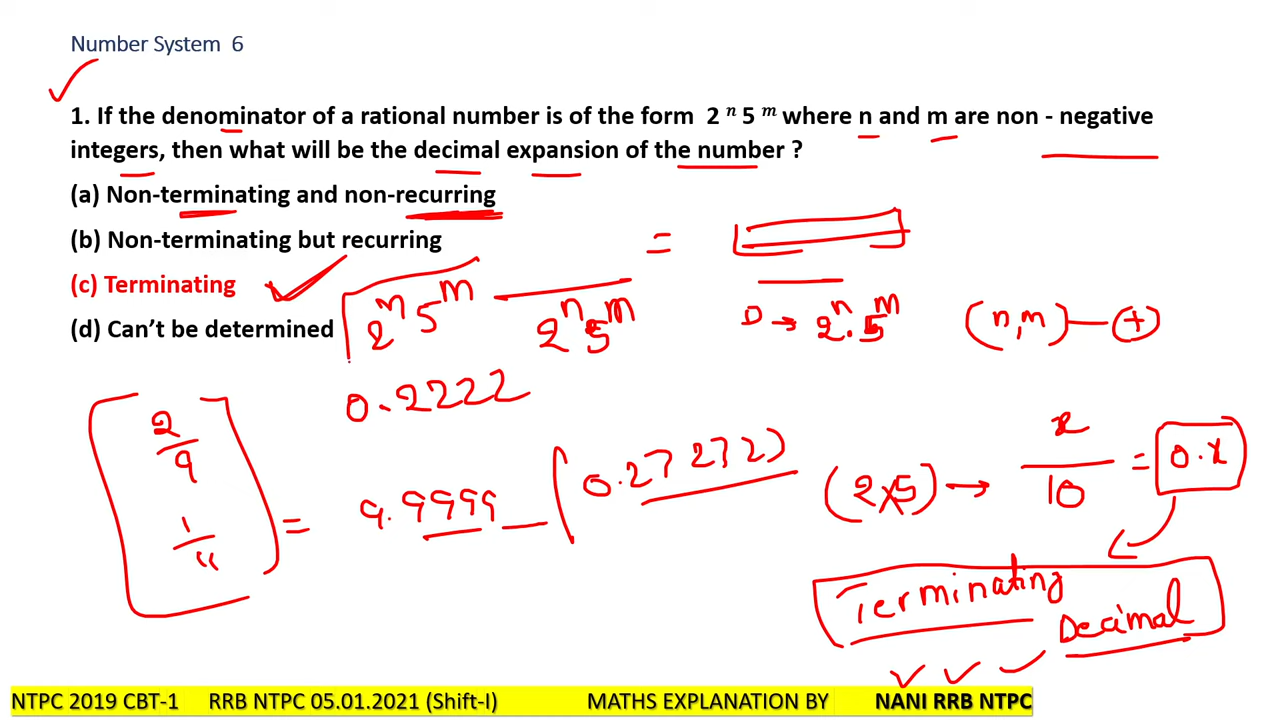 Number System 6
1. If the denominator of a rational number is of the form 2 ⁿ 5 ᵐ where n and m are non - negative
integers, then what will be the decimal expansion of the number ?
(a) Non-terminating and non-recurring
(b) Non-terminating but recurring
=
(c) Terminating
(d) Can't be determined
2ⁿ 5ᵐ
2ⁿ5ᵐ
D → 2ⁿ. 5ᵐ
(n,m) — +
0.2222
2/9
1/11
=
9.9999
0.27 27 27
(2×5) →
x/10 = 0.x
Terminating
Decimal
NTPC 2019 CBT-1 RRB NTPC 05.01.2021 (Shift-I) MATHS EXPLANATION BY NANI RRB NTPC